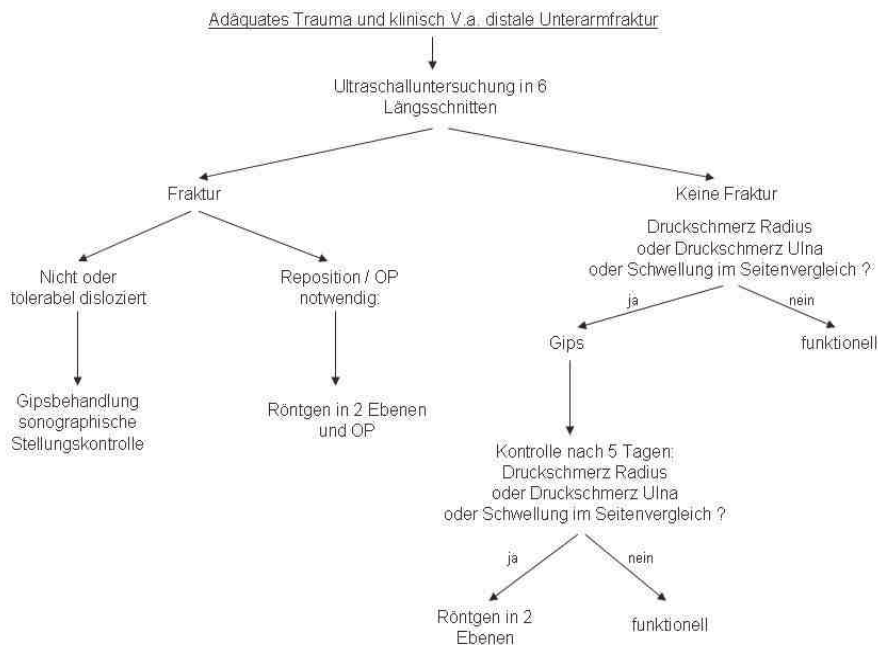 Adäquates Trauma und klinisch V.a. distale Unterarmfraktur
Ultraschalluntersuchung in 6
Längsschnitten
Fraktur
Keine Fraktur
Druckschmerz Radius
oder Druckschmerz Ulna
oder Schwellung im Seitenvergleich ?
Nicht oder
tolerabel disloziert
Reposition / OP
notwendig:
ja
nein
Gips
funktionell
Gipsbehandlung
sonographische
Stellungskontrolle
Röntgen in 2 Ebenen
und OP
Kontrolle nach 5 Tagen:
Druckschmerz Radius
oder Druckschmerz Ulna
oder Schwellung im Seitenvergleich ?
ja
nein
Röntgen in 2
Ebenen
funktionell